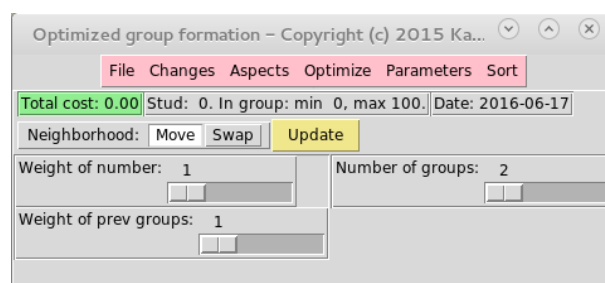 Optimized group formation - Copyright (c) 2015 Ka...
File Changes Aspects Optimize Parameters Sort
Total cost: 0.00 Stud: 0. In group: min 0, max 100. Date: 2016-06-17
Neighborhood: Move Swap Update
Weight of number: 1 Number of groups: 2
Weight of prev groups: 1